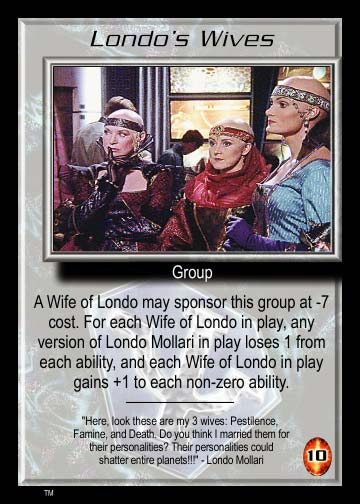 Londo's Wives
Group
A Wife of Londo may sponsor this group at -7
cost. For each Wife of Londo in play, any
version of Londo Mollari in play loses 1 from
each ability, and each Wife of Londo in play
gains +1 to each non-zero ability.
"Here, look these are my 3 wives: Pestilence,
Famine, and Death. Do you think I married them for
their personalities? Their personalities could
shatter entire planets!!!" - Londo Mollari
10
TM